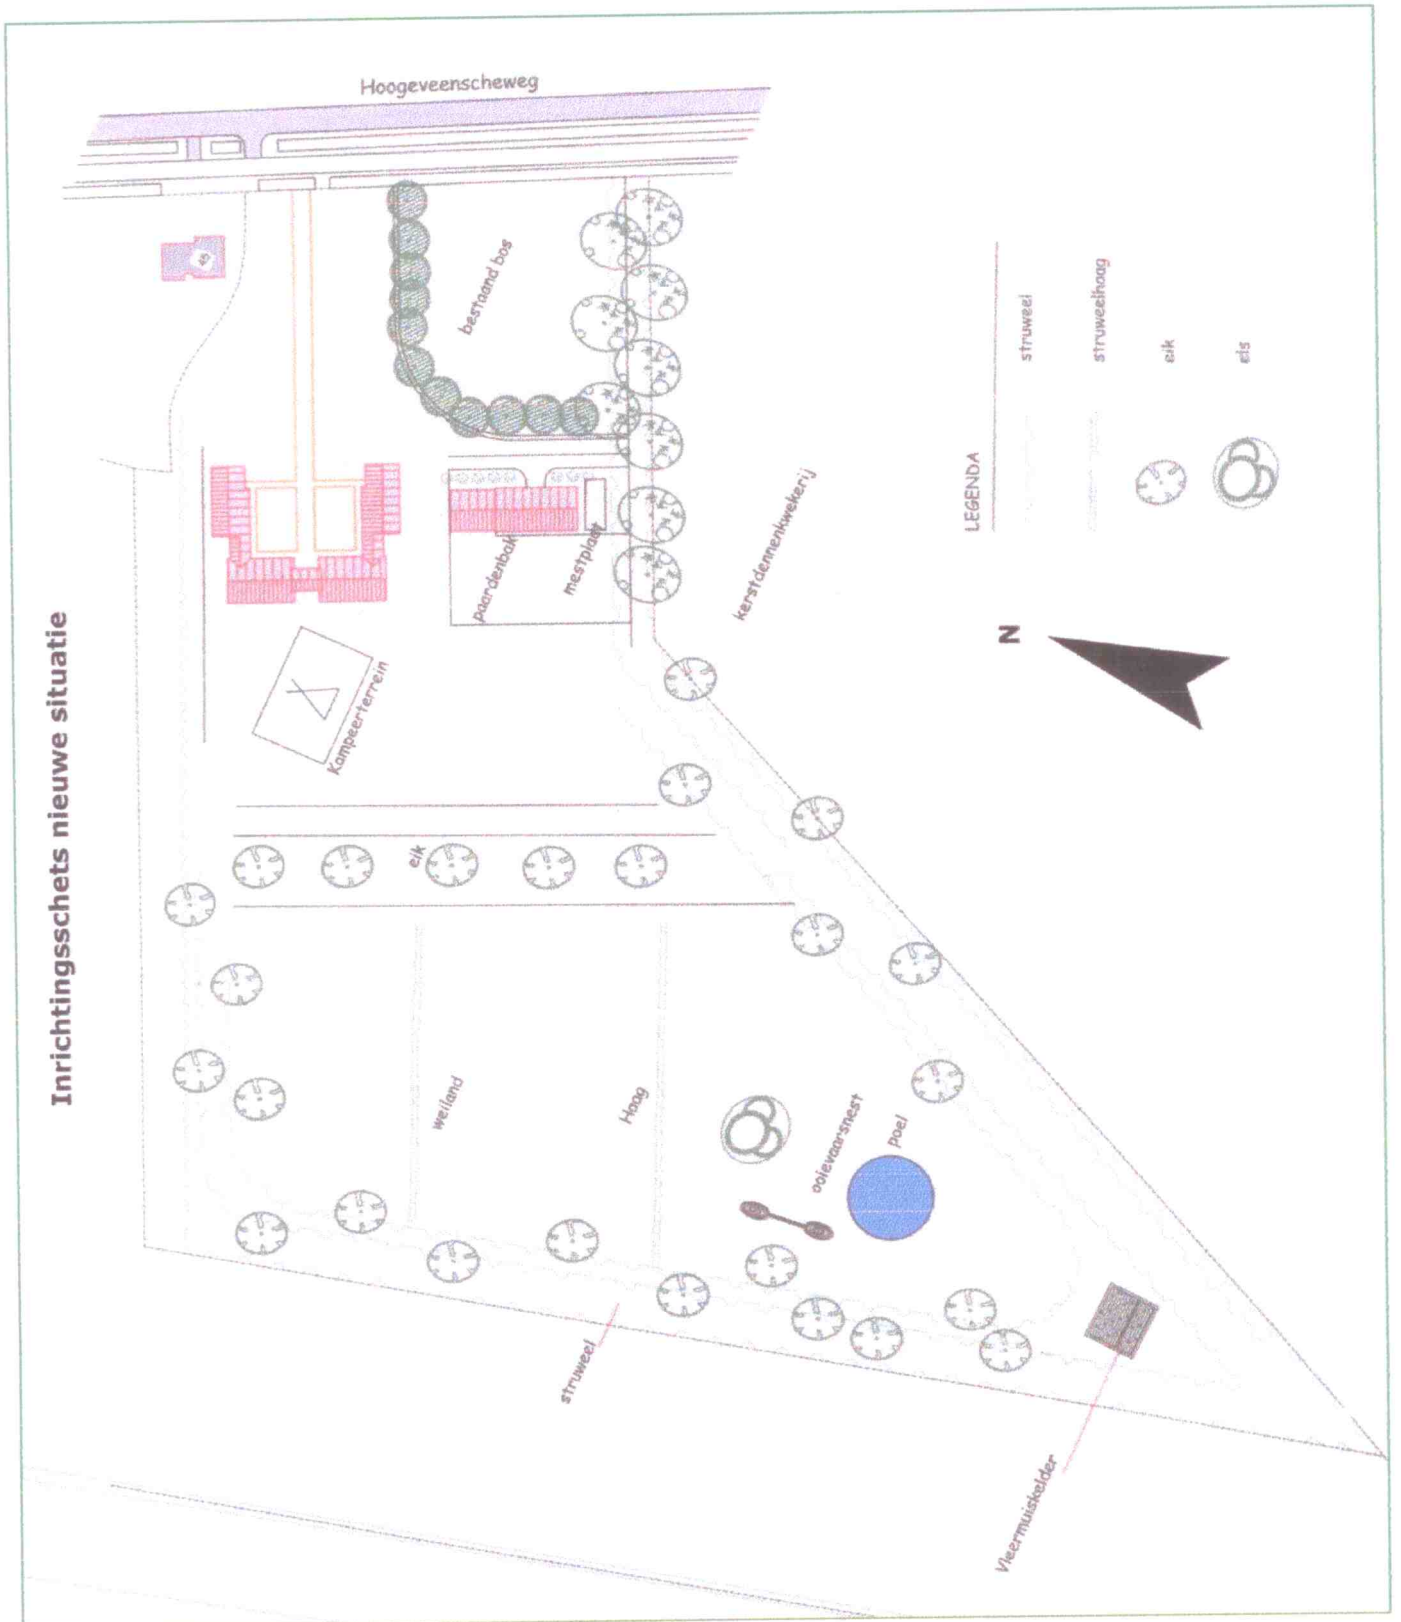 Inrichtingsschets nieuwe situatie
Hoogeveenscheweg
45
bestaand bos
paardenbak
mestplaat
kerstdennenkwekerij
Kampeerterrein
eik
weiland
Haag
ooievaarsnest
poel
struweel
Vleermuiskelder
LEGENDA
struweel
struweelhaag
eik
els
N